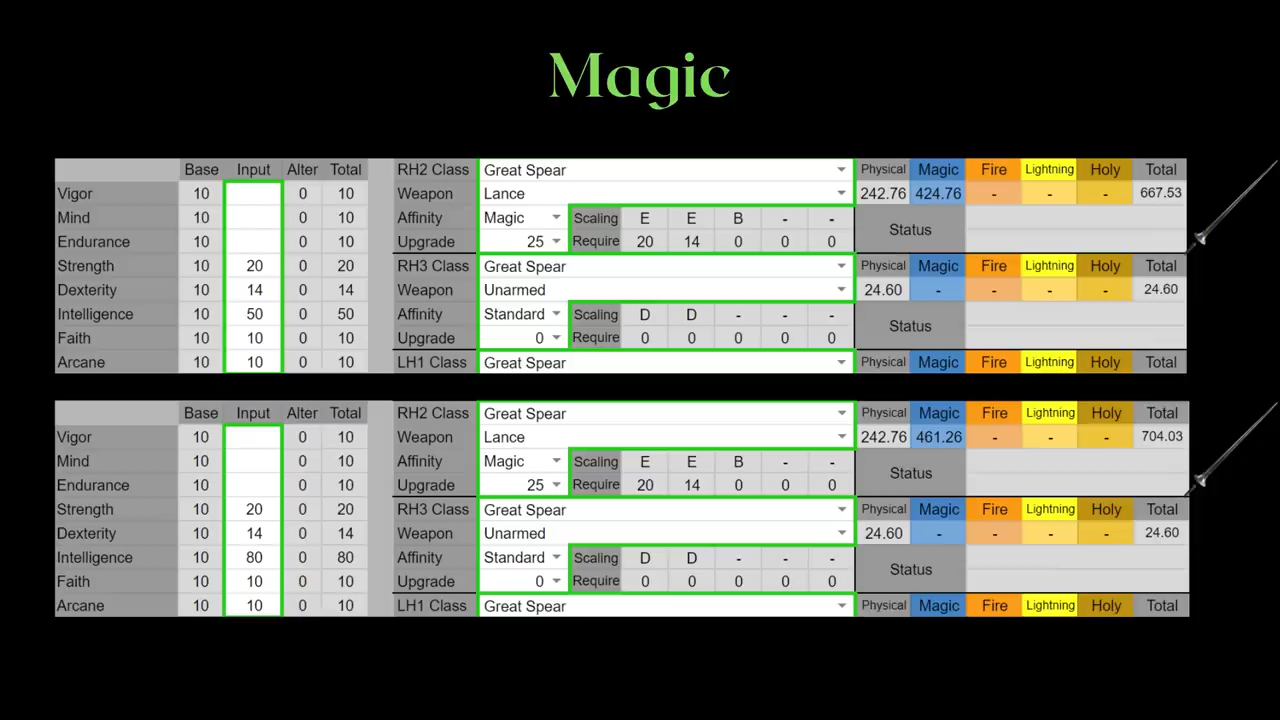 Magic
Base Input Alter Total RH2 Class Great Spear Physical Magic Fire Lightning Holy Total
Vigor 10 0 10 Weapon Lance 242.76 424.76 - - - 667.53
Mind 10 0 10 Affinity Magic Scaling E E B - - Status
Endurance 10 0 10 Upgrade 25 Require 20 14 0 0 0
Strength 10 20 0 20 RH3 Class Great Spear Physical Magic Fire Lightning Holy Total
Dexterity 10 14 0 14 Weapon Unarmed 24.60 - - - - 24.60
Intelligence 10 50 0 50 Affinity Standard Scaling D D - - - Status
Faith 10 10 0 10 Upgrade 0 Require 0 0 0 0 0
Arcane 10 10 0 10 LH1 Class Great Spear Physical Magic Fire Lightning Holy Total
Base Input Alter Total RH2 Class Great Spear Physical Magic Fire Lightning Holy Total
Vigor 10 0 10 Weapon Lance 242.76 461.26 - - - 704.03
Mind 10 0 10 Affinity Magic Scaling E E B - - Status
Endurance 10 0 10 Upgrade 25 Require 20 14 0 0 0
Strength 10 20 0 20 RH3 Class Great Spear Physical Magic Fire Lightning Holy Total
Dexterity 10 14 0 14 Weapon Unarmed 24.60 - - - - 24.60
Intelligence 10 80 0 80 Affinity Standard Scaling D D - - - Status
Faith 10 10 0 10 Upgrade 0 Require 0 0 0 0 0
Arcane 10 10 0 10 LH1 Class Great Spear Physical Magic Fire Lightning Holy Total